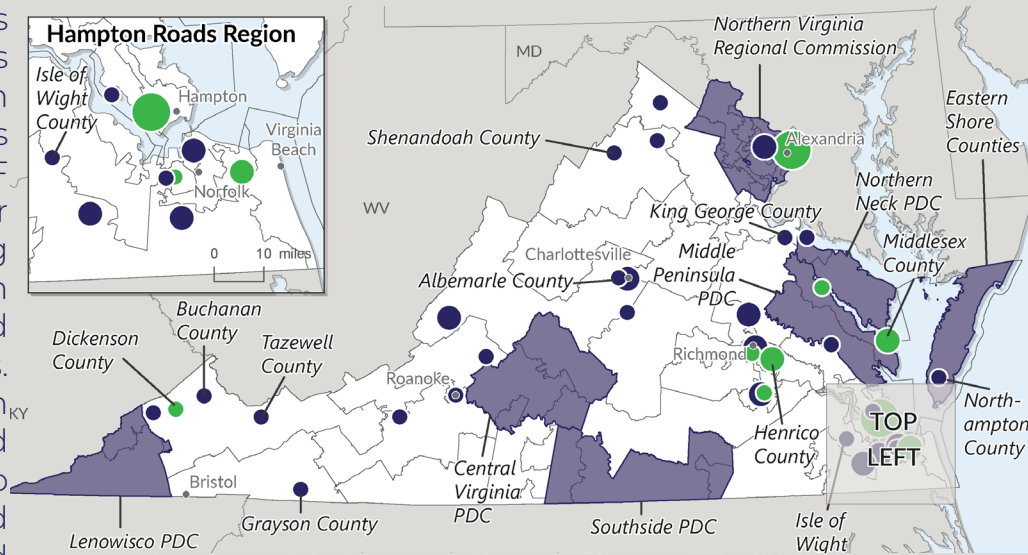 Hampton Roads Region
Isle of
Wight
County
Hampton
Virginia
Beach
Norfolk
0 10 miles
MD
WV
KY
Northern Virginia
Regional Commission
Alexandria
Eastern
Shore
Counties
Shenandoah County
Northern
Neck PDC
King George County
Middlesex
County
Charlottesville
Middle
Peninsula
PDC
Albemarle County
Buchanan
County
Dickenson
County
Tazewell
County
Richmond
Roanoke
North-
ampton
County
TOP
LEFT
Henrico
County
Central
Virginia
PDC
Bristol
Grayson County
Lenowisco PDC
Southside PDC
Isle of
Wight